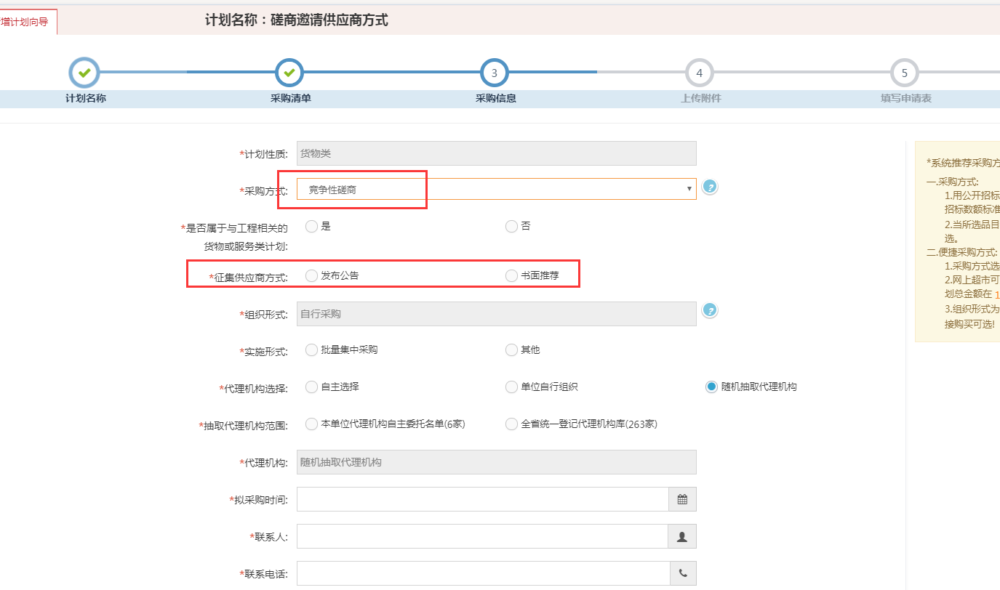 增计划向导
计划名称：磋商邀请供应商方式
3
4
5
计划名称
采购清单
采购信息
上传附件
填写申请表
*计划性质:
货物类
*采购方式:
竞争性磋商
?
*是否属于与工程相关的
货物或服务类计划:
是
否
*征集供应商方式:
发布公告
书面推荐
*组织形式:
自行采购
?
*实施形式:
批量集中采购
其他
*代理机构选择:
自主选择
单位自行组织
随机抽取代理机构
*抽取代理机构范围:
本单位代理机构自主委托名单(6家)
全省统一登记代理机构库(263家)
*代理机构:
随机抽取代理机构
*拟采购时间:
*联系人:
*联系电话:
*系统推荐采购方
一.采购方式:
1.用公开招标
招标数额标准
2.当所选品目
选。
二.便捷采购方式:
1.采购方式选
2.网上超市可
划总金额在 1
3.组织形式为
接购买可选!